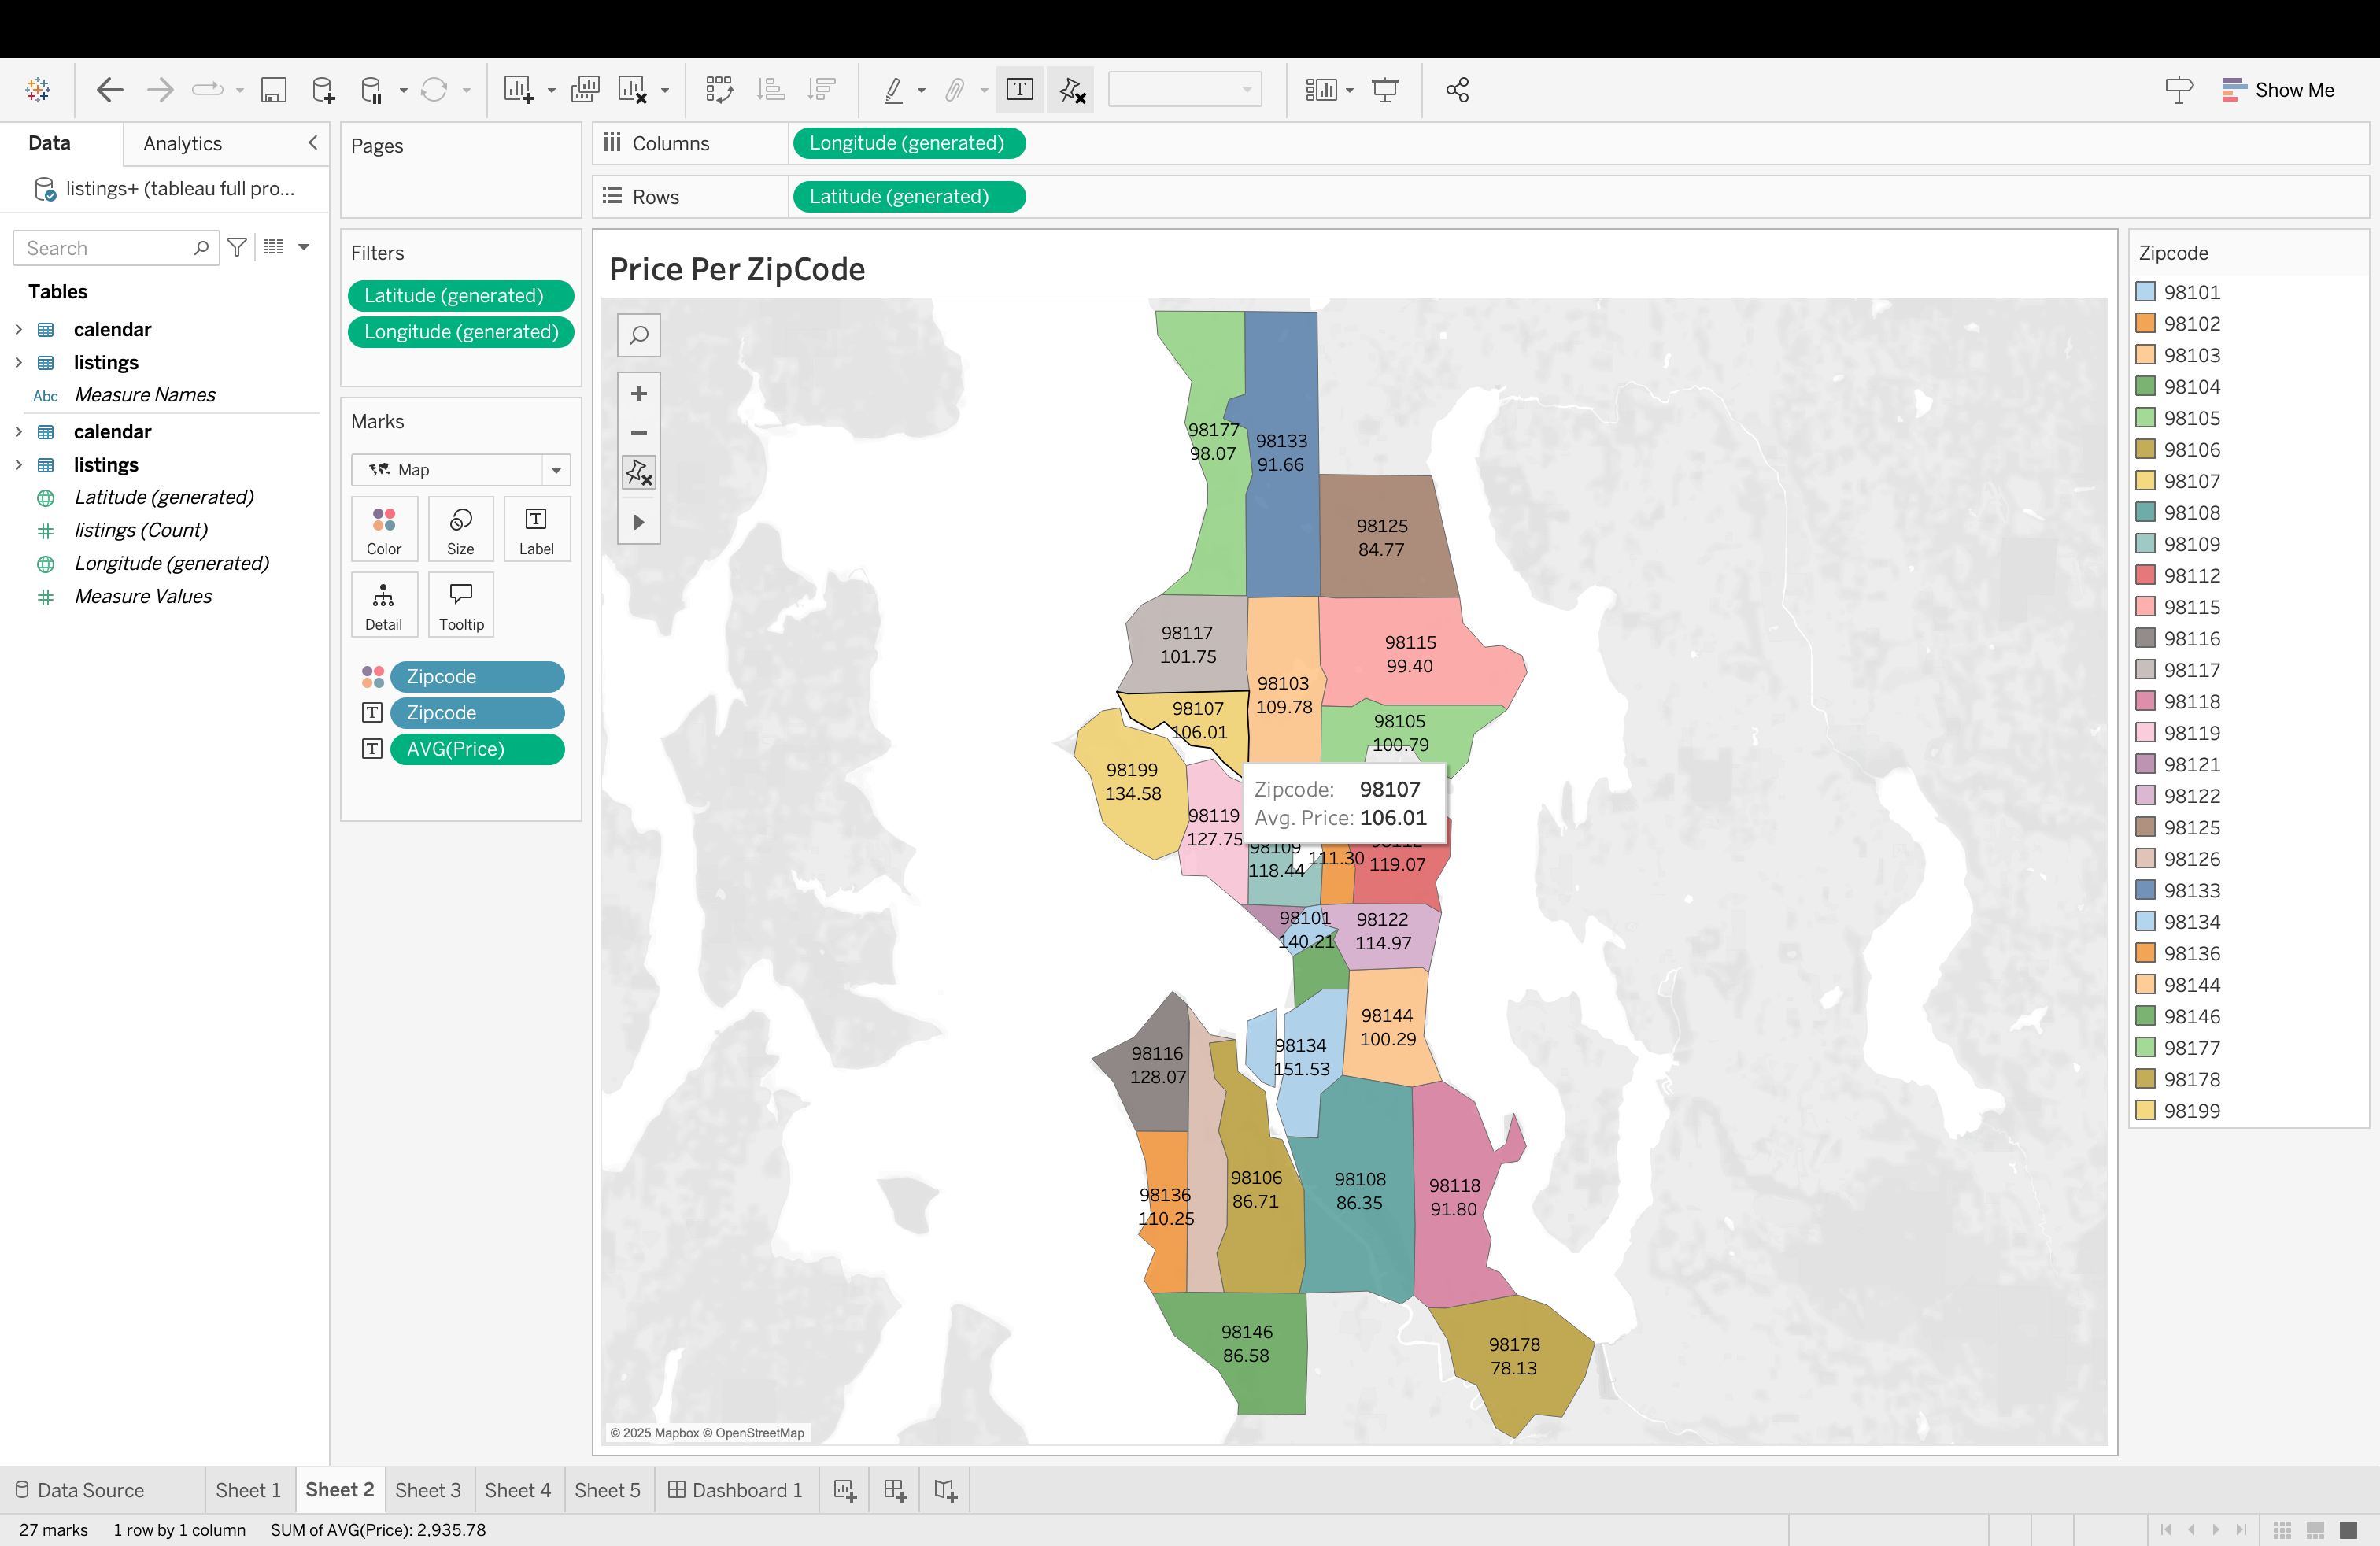 Show Me
Data
Analytics
listings+ (tableau full pro...
Search
Tables
calendar
listings
Abc Measure Names
calendar
listings
Latitude (generated)
listings (Count)
Longitude (generated)
Measure Values
Pages
Filters
Latitude (generated)
Longitude (generated)
Marks
Map
Color
Size
Label
Detail
Tooltip
Zipcode
Zipcode
AVG(Price)
Columns
Longitude (generated)
Rows
Latitude (generated)
Price Per ZipCode
98177
98.07
98133
91.66
98125
84.77
98117
101.75
98115
99.40
98103
109.78
98107
106.01
98105
100.79
98199
134.58
Zipcode: 98107
Avg. Price: 106.01
98119
127.75
98109
118.44
111.30
98112
119.07
98101
140.21
98122
114.97
98144
100.29
98134
151.53
98116
128.07
98136
110.25
98106
86.71
98108
86.35
98118
91.80
98146
86.58
98178
78.13
© 2025 Mapbox © OpenStreetMap
Zipcode
98101
98102
98103
98104
98105
98106
98107
98108
98109
98112
98115
98116
98117
98118
98119
98121
98122
98125
98126
98133
98134
98136
98144
98146
98177
98178
98199
Data Source
Sheet 1
Sheet 2
Sheet 3
Sheet 4
Sheet 5
Dashboard 1
27 marks
1 row by 1 column
SUM of AVG(Price): 2,935.78